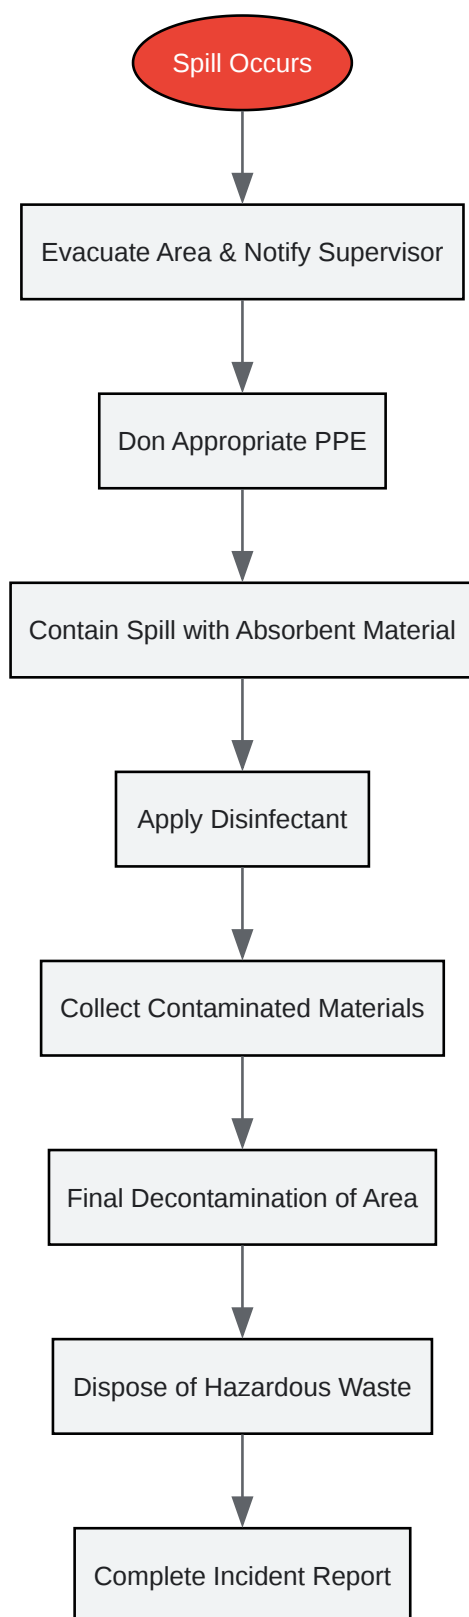 Spill Occurs
Evacuate Area & Notify Supervisor
Don Appropriate PPE
Contain Spill with Absorbent Material
Apply Disinfectant
Collect Contaminated Materials
Final Decontamination of Area
Dispose of Hazardous Waste
Complete Incident Report